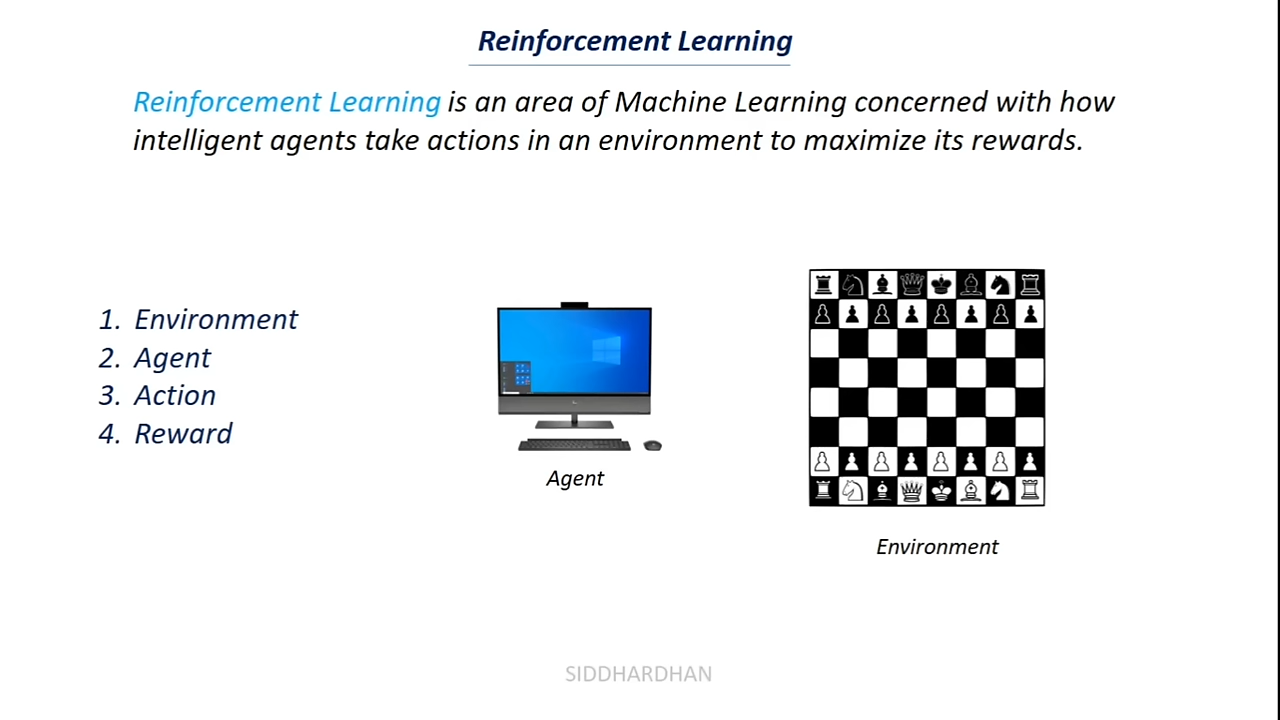 Reinforcement Learning
Reinforcement Learning is an area of Machine Learning concerned with how
intelligent agents take actions in an environment to maximize its rewards.
1. Environment
2. Agent
3. Action
4. Reward
Agent
Environment
SIDDHARDHAN